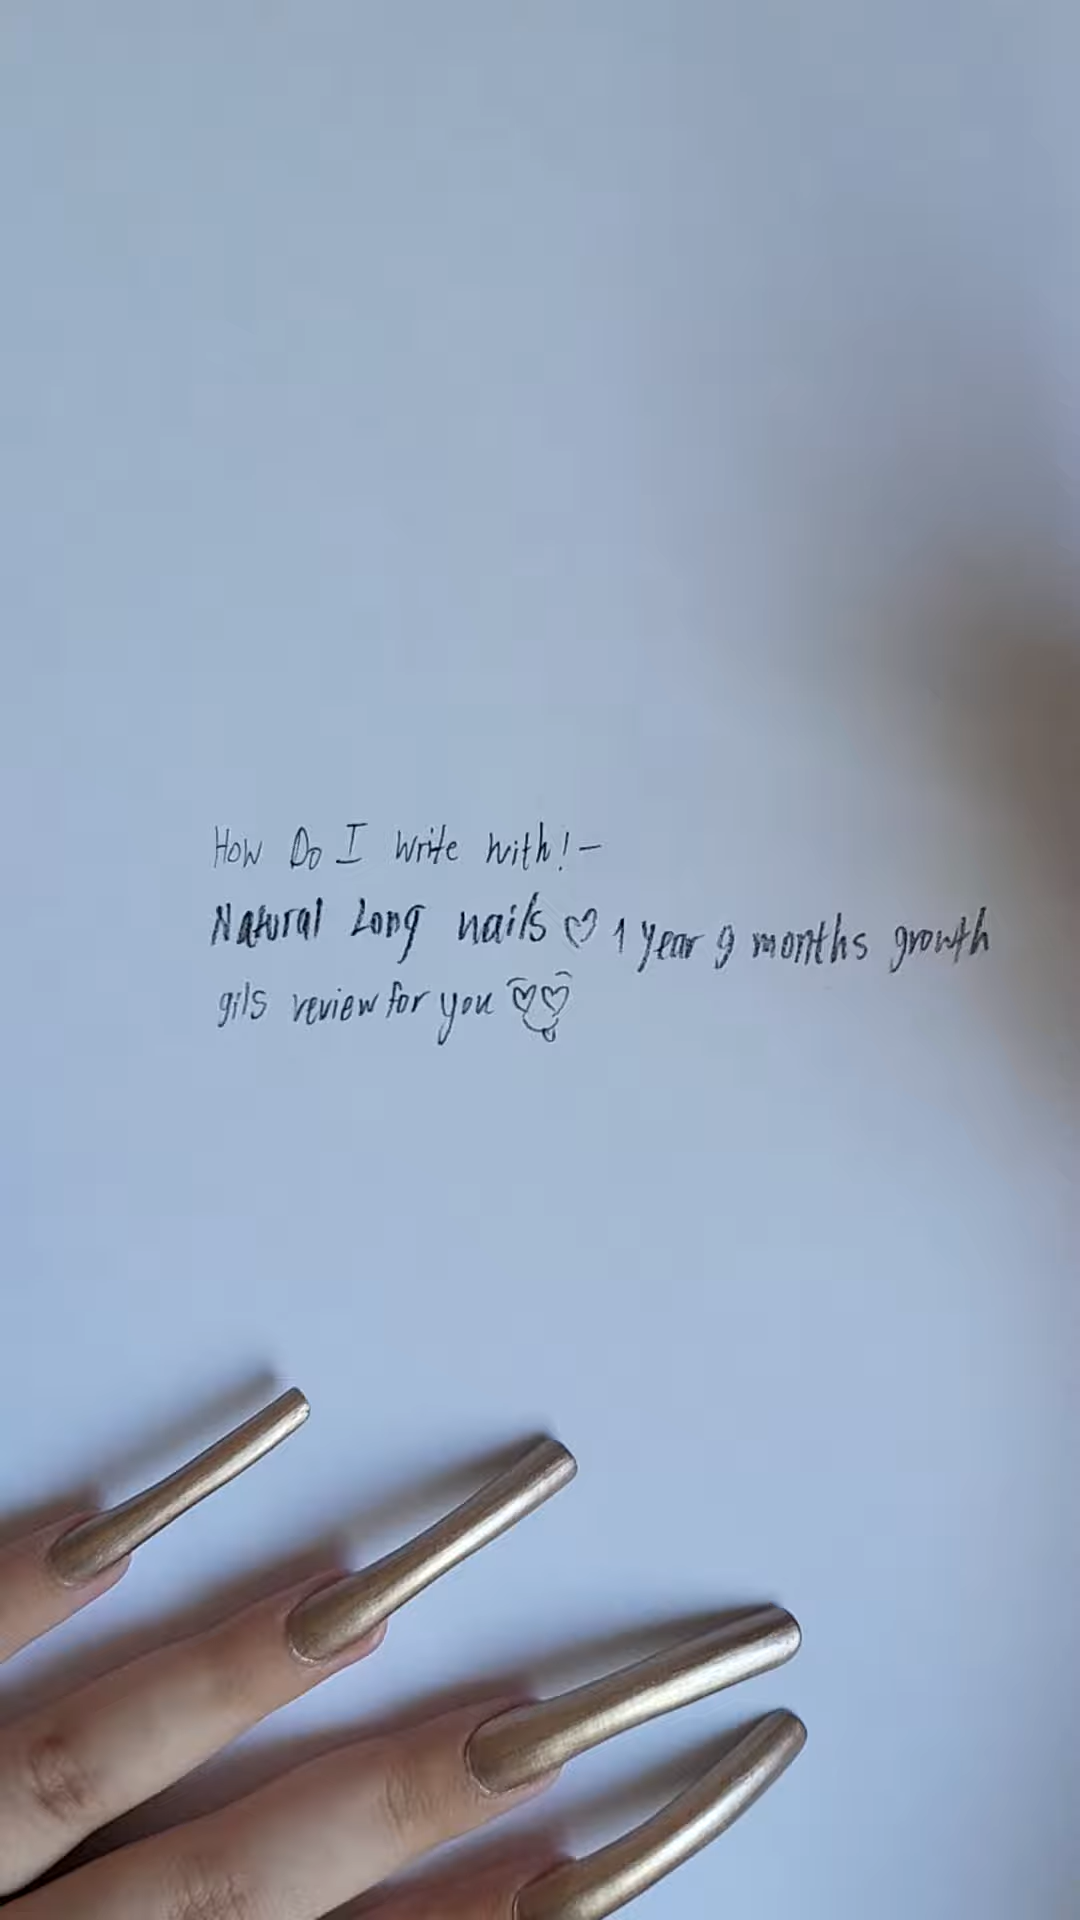 How Do I write with!-
Natural Long nails ♡ 1 year 9 months growth
gils review for you